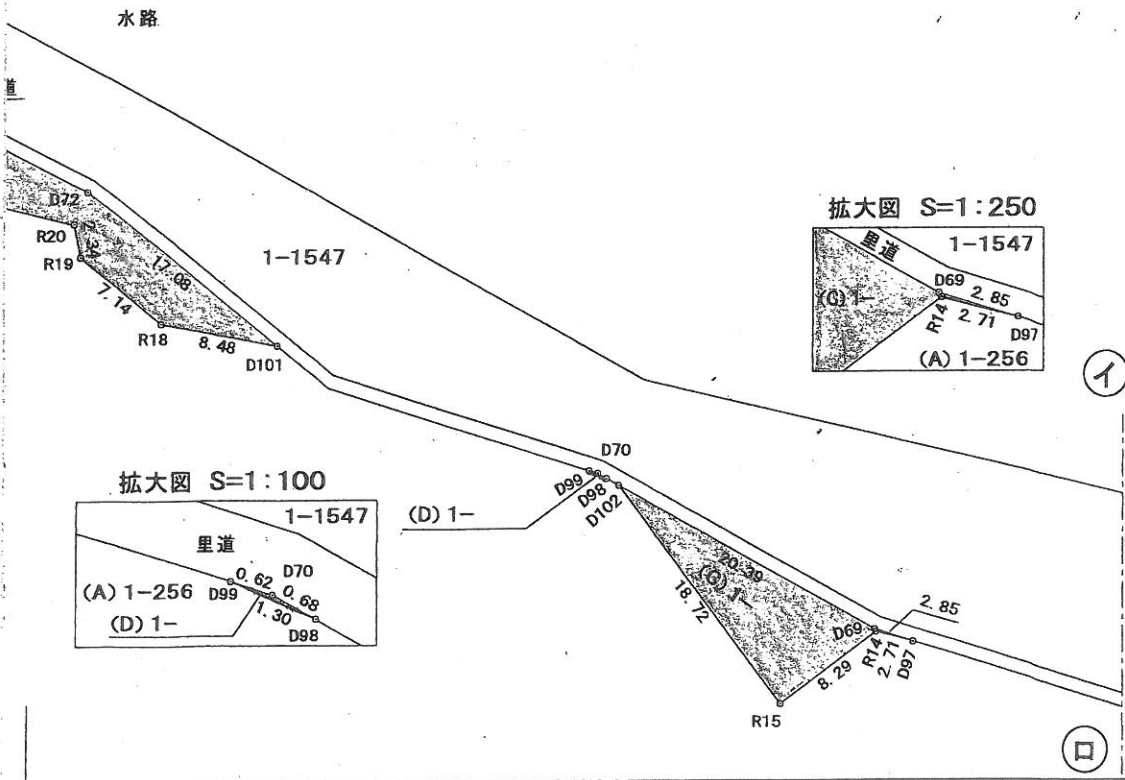 水路
D72
R20
2.34
R19
7.14
R18
8.48
D101
17.08
1-1547
拡大図 S=1:250
里道
1-1547
(G) 1-
D69
2.85
R14
2.71
D97
(A) 1-256
イ
拡大図 S=1:100
1-1547
里道
(A) 1-256
D99
0.62
D70
0.68
1.30
D98
(D) 1-
(D) 1-
D70
D99
D98
D102
20.39
(G) 1-
18.72
D69
2.85
R14
2.71
D97
8.29
R15
ロ